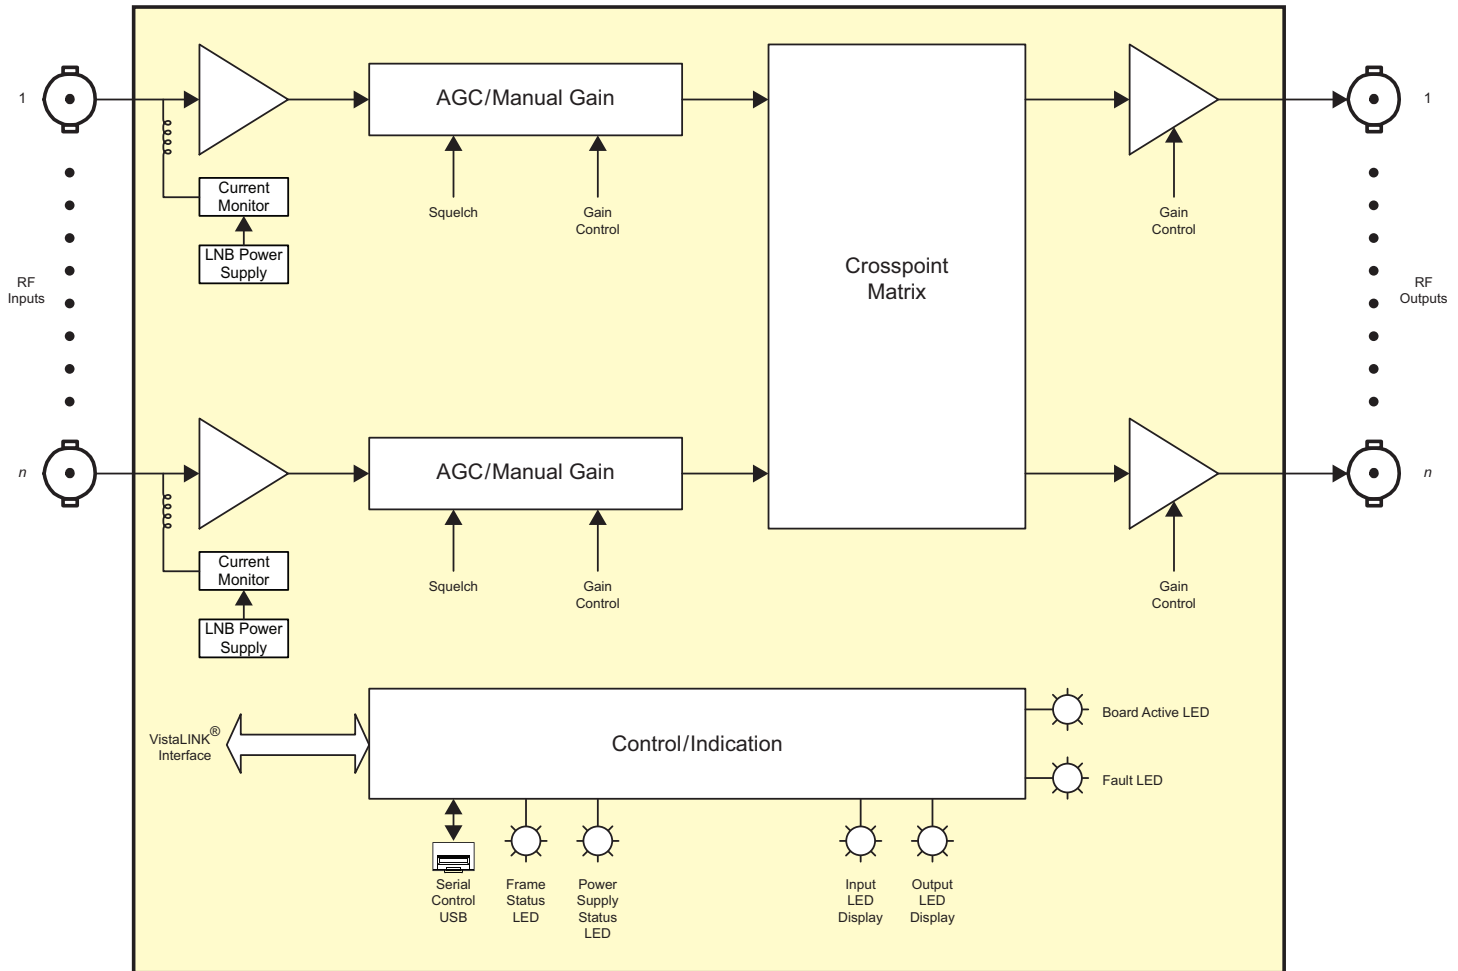 1
AGC/Manual Gain
1
Current
Monitor
Squelch
Gain
Control
Gain
Control
LNB Power
Supply
Crosspoint
Matrix
RF
Inputs
RF
Outputs
n
AGC/Manual Gain
n
Current
Monitor
Squelch
Gain
Control
Gain
Control
LNB Power
Supply
VistaLINK®
Interface
Control/Indication
Board Active LED
Fault LED
Serial
Control
USB
Frame
Status
LED
Power
Supply
Status
LED
Input
LED
Display
Output
LED
Display